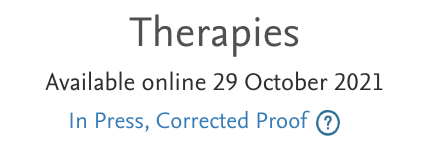 Therapies
Available online 29 October 2021
In Press, Corrected Proof ?